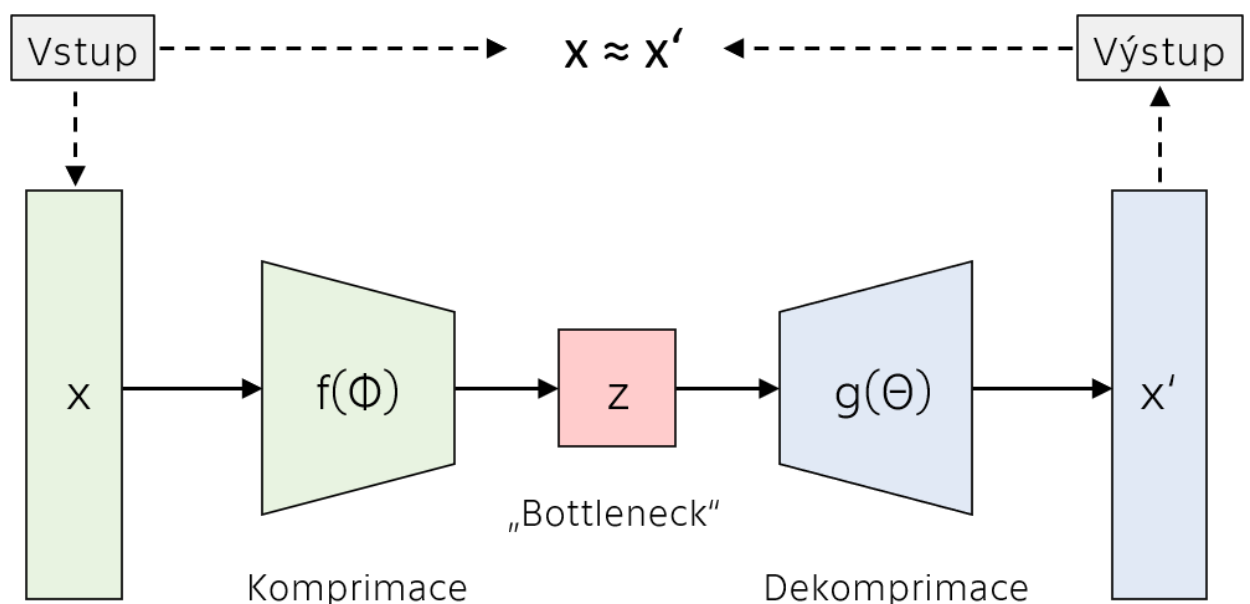 Vstup
x ≈ x‘
Výstup
x
f(Φ)
z
g(Θ)
x‘
„Bottleneck“
Komprimace
Dekomprimace